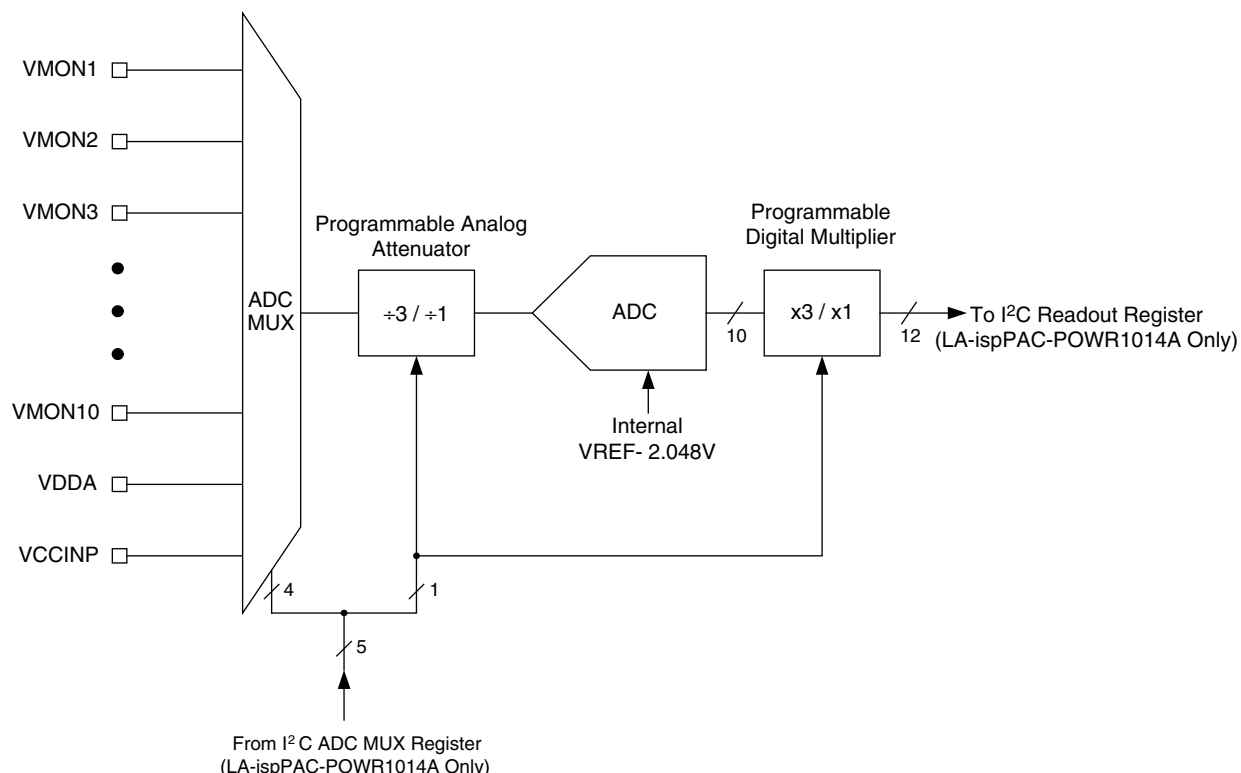 VMON1
VMON2
VMON3
VMON10
VDDA
VCCINP
ADC
MUX
Programmable Analog
Attenuator
÷3 / ÷1
ADC
10
Internal
VREF- 2.048V
Programmable
Digital Multiplier
x3 / x1
12
To I²C Readout Register
(LA-ispPAC-POWR1014A Only)
4
1
5
From I² C ADC MUX Register
(LA-ispPAC-POWR1014A Only)